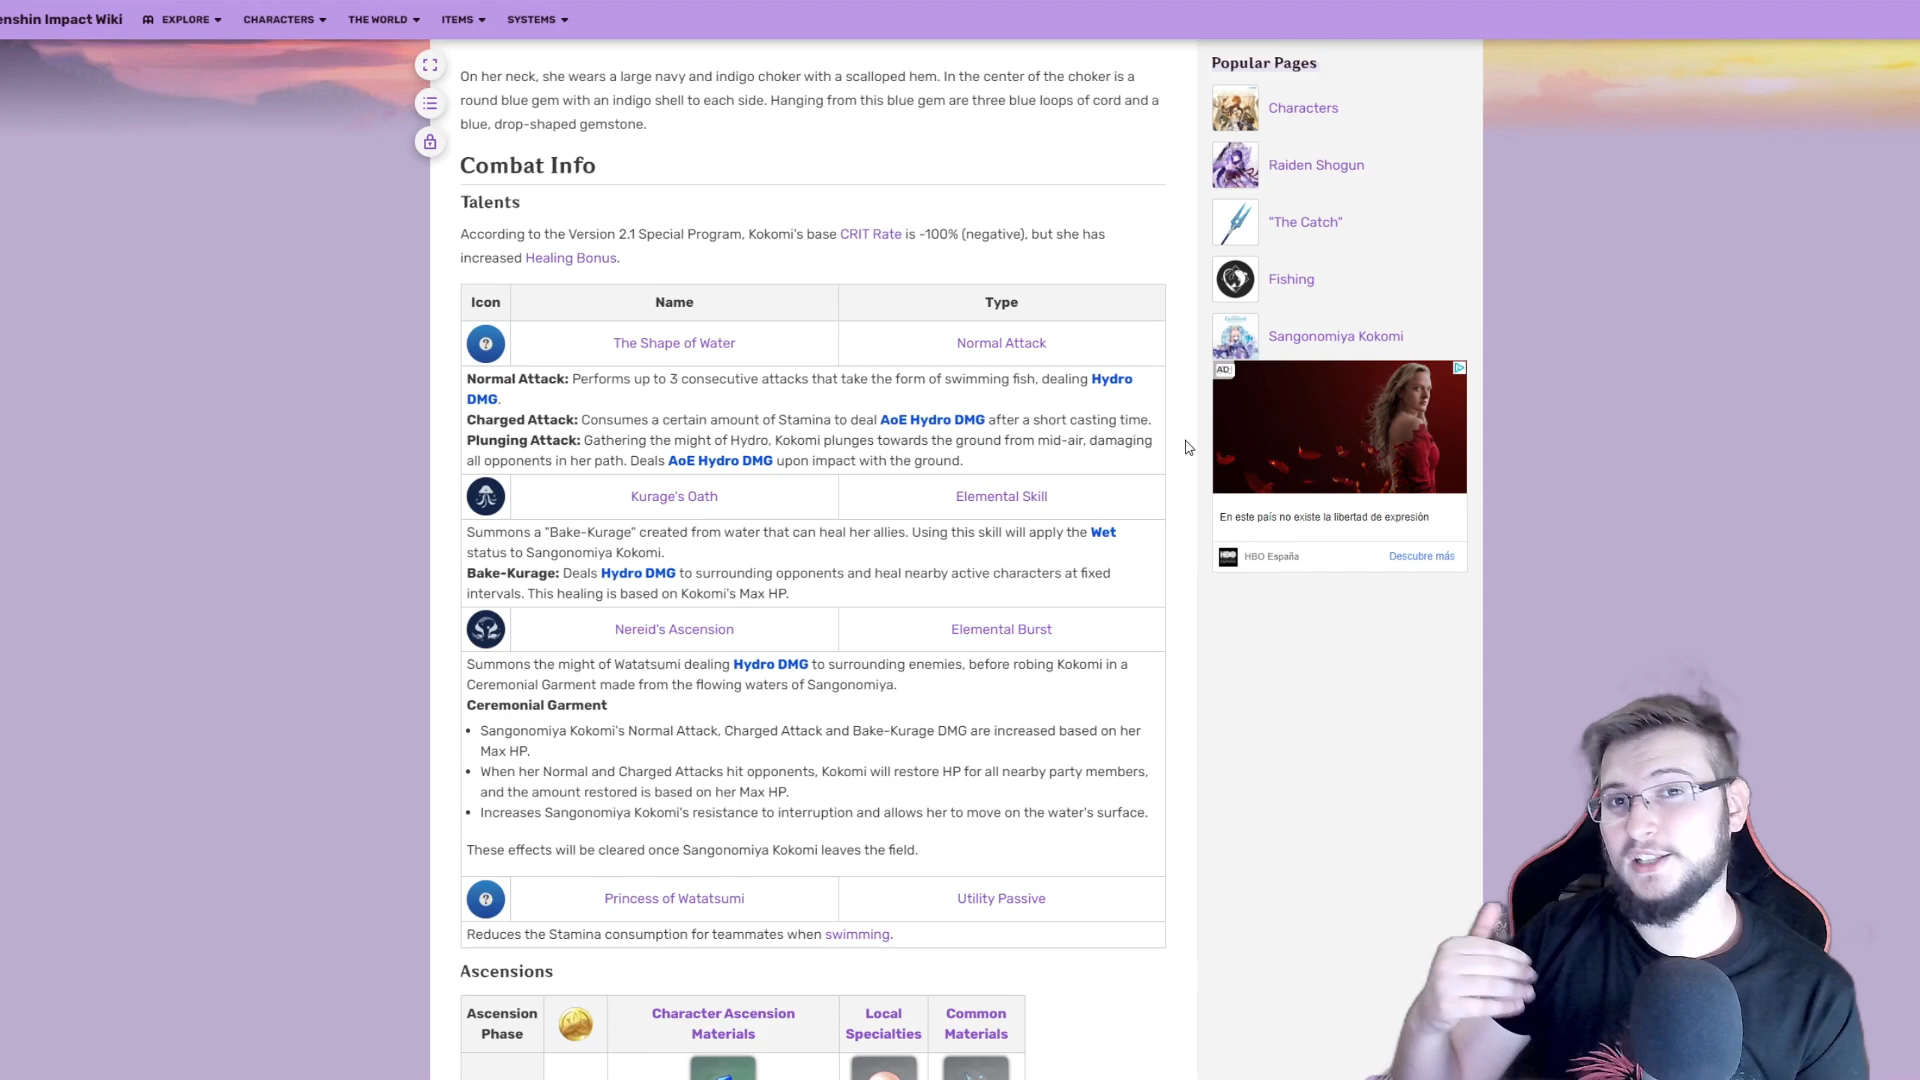 enshin Impact Wiki
EXPLORE
CHARACTERS
THE WORLD
ITEMS
SYSTEMS
On her neck, she wears a large navy and indigo choker with a scalloped hem. In the center of the choker is a
round blue gem with an indigo shell to each side. Hanging from this blue gem are three blue loops of cord and a
blue, drop-shaped gemstone.
Combat Info
Talents
According to the Version 2.1 Special Program, Kokomi's base CRIT Rate is -100% (negative), but she has
increased Healing Bonus.
Icon Name Type
? The Shape of Water Normal Attack
Normal Attack: Performs up to 3 consecutive attacks that take the form of swimming fish, dealing Hydro
DMG.
Charged Attack: Consumes a certain amount of Stamina to deal AoE Hydro DMG after a short casting time.
Plunging Attack: Gathering the might of Hydro, Kokomi plunges towards the ground from mid-air, damaging
all opponents in her path. Deals AoE Hydro DMG upon impact with the ground.
Kurage's Oath Elemental Skill
Summons a "Bake-Kurage" created from water that can heal her allies. Using this skill will apply the Wet
status to Sangonomiya Kokomi.
Bake-Kurage: Deals Hydro DMG to surrounding opponents and heal nearby active characters at fixed
intervals. This healing is based on Kokomi's Max HP.
Nereid's Ascension Elemental Burst
Summons the might of Watatsumi dealing Hydro DMG to surrounding enemies, before robing Kokomi in a
Ceremonial Garment made from the flowing waters of Sangonomiya.
Ceremonial Garment
• Sangonomiya Kokomi's Normal Attack, Charged Attack and Bake-Kurage DMG are increased based on her
Max HP.
• When her Normal and Charged Attacks hit opponents, Kokomi will restore HP for all nearby party members,
and the amount restored is based on her Max HP.
• Increases Sangonomiya Kokomi's resistance to interruption and allows her to move on the water's surface.
These effects will be cleared once Sangonomiya Kokomi leaves the field.
? Princess of Watatsumi Utility Passive
Reduces the Stamina consumption for teammates when swimming.
Ascensions
Ascension
Phase
Character Ascension
Materials
Local
Specialties
Common
Materials
Popular Pages
Characters
Raiden Shogun
"The Catch"
Fishing
Sangonomiya Kokomi
AD
En este país no existe la libertad de expresión
HBO
HBO España
Descubre más